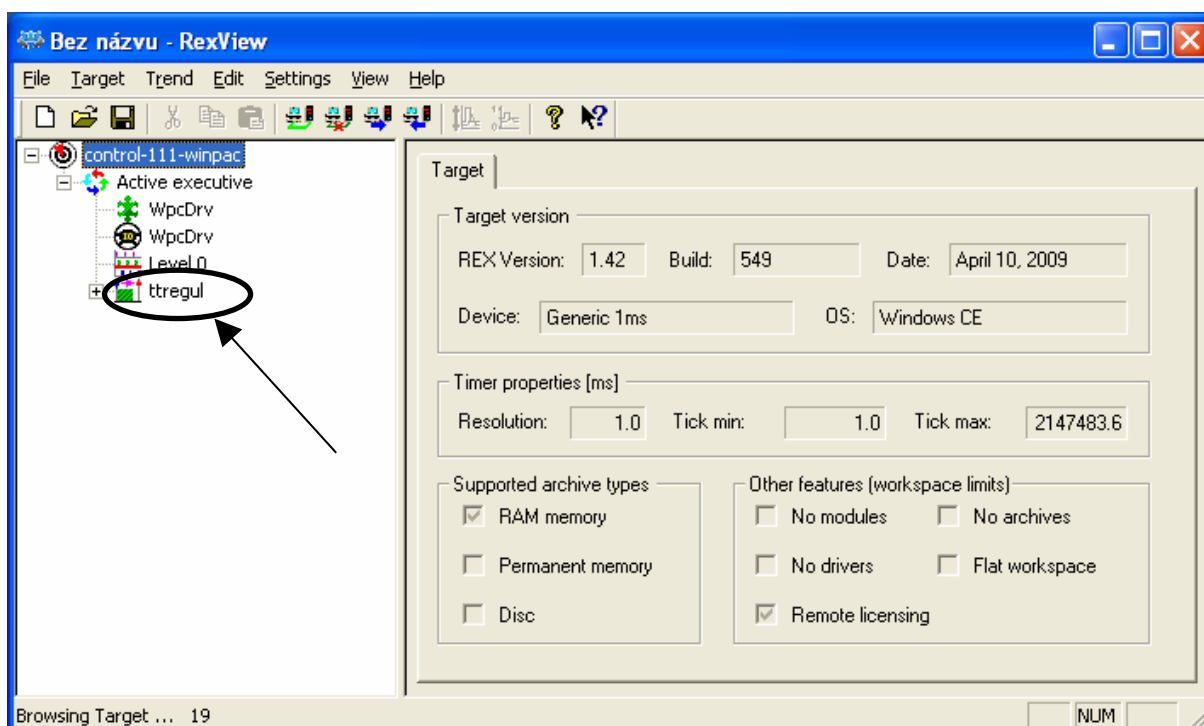 Bez názvu - RexView
File Target Trend Edit Settings View Help
control-111-winpac
Active executive
WpcDrv
WpcDrv
Level 0
ttregul
Target
Target version
REX Version: 1.42 Build: 549 Date: April 10, 2009
Device: Generic 1ms OS: Windows CE
Timer properties [ms]
Resolution: 1.0 Tick min: 1.0 Tick max: 2147483.6
Supported archive types
RAM memory
Permanent memory
Disc
Other features (workspace limits)
No modules No archives
No drivers Flat workspace
Remote licensing
Browsing Target ... 19 NUM